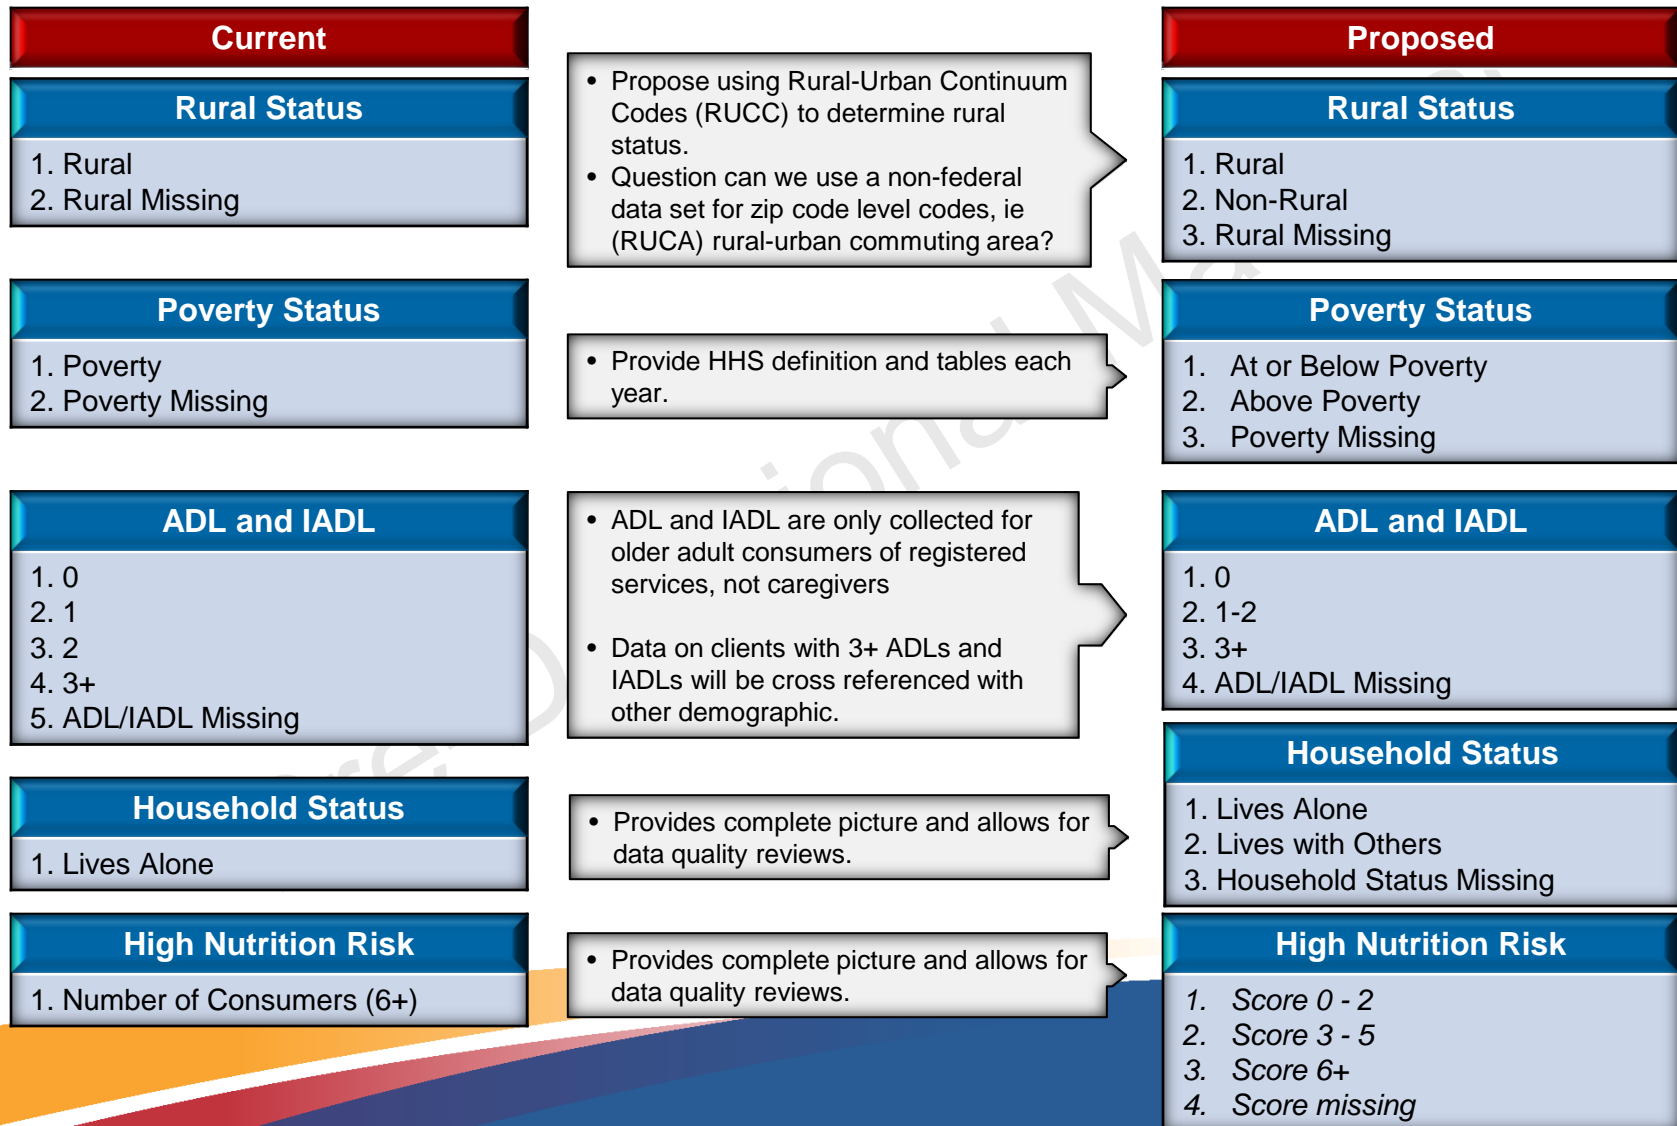 Current
Rural Status
1. Rural
2. Rural Missing
• Propose using Rural-Urban Continuum
Codes (RUCC) to determine rural
status.
• Question can we use a non-federal
data set for zip code level codes, ie
(RUCA) rural-urban commuting area?
Proposed
Rural Status
1. Rural
2. Non-Rural
3. Rural Missing
Poverty Status
1. Poverty
2. Poverty Missing
• Provide HHS definition and tables each
year.
Poverty Status
1. At or Below Poverty
2. Above Poverty
3. Poverty Missing
ADL and IADL
1. 0
2. 1
3. 2
4. 3+
5. ADL/IADL Missing
• ADL and IADL are only collected for
older adult consumers of registered
services, not caregivers
• Data on clients with 3+ ADLs and
IADLs will be cross referenced with
other demographic.
ADL and IADL
1. 0
2. 1-2
3. 3+
4. ADL/IADL Missing
Household Status
1. Lives Alone
• Provides complete picture and allows for
data quality reviews.
Household Status
1. Lives Alone
2. Lives with Others
3. Household Status Missing
High Nutrition Risk
1. Number of Consumers (6+)
• Provides complete picture and allows for
data quality reviews.
High Nutrition Risk
1. Score 0 - 2
2. Score 3 - 5
3. Score 6+
4. Score missing